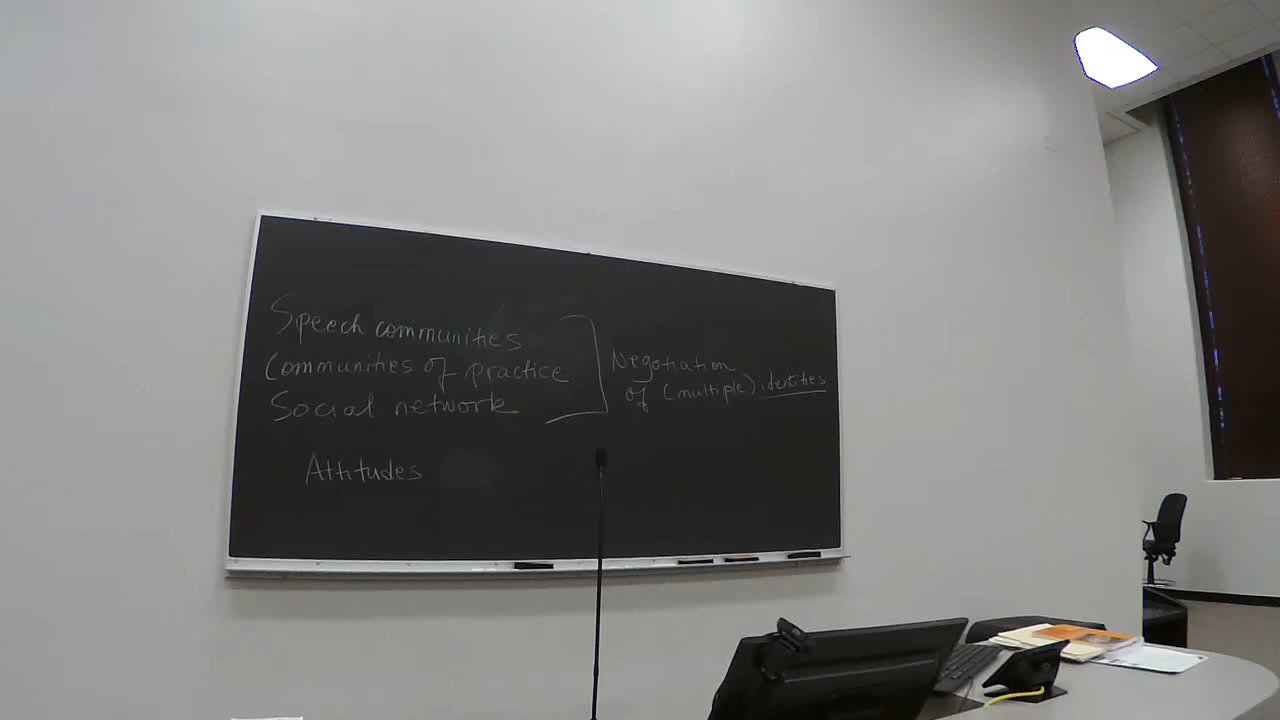 Speech communities
Communities of practice
Social network
Negotiation
of (multiple) identities
Attitudes